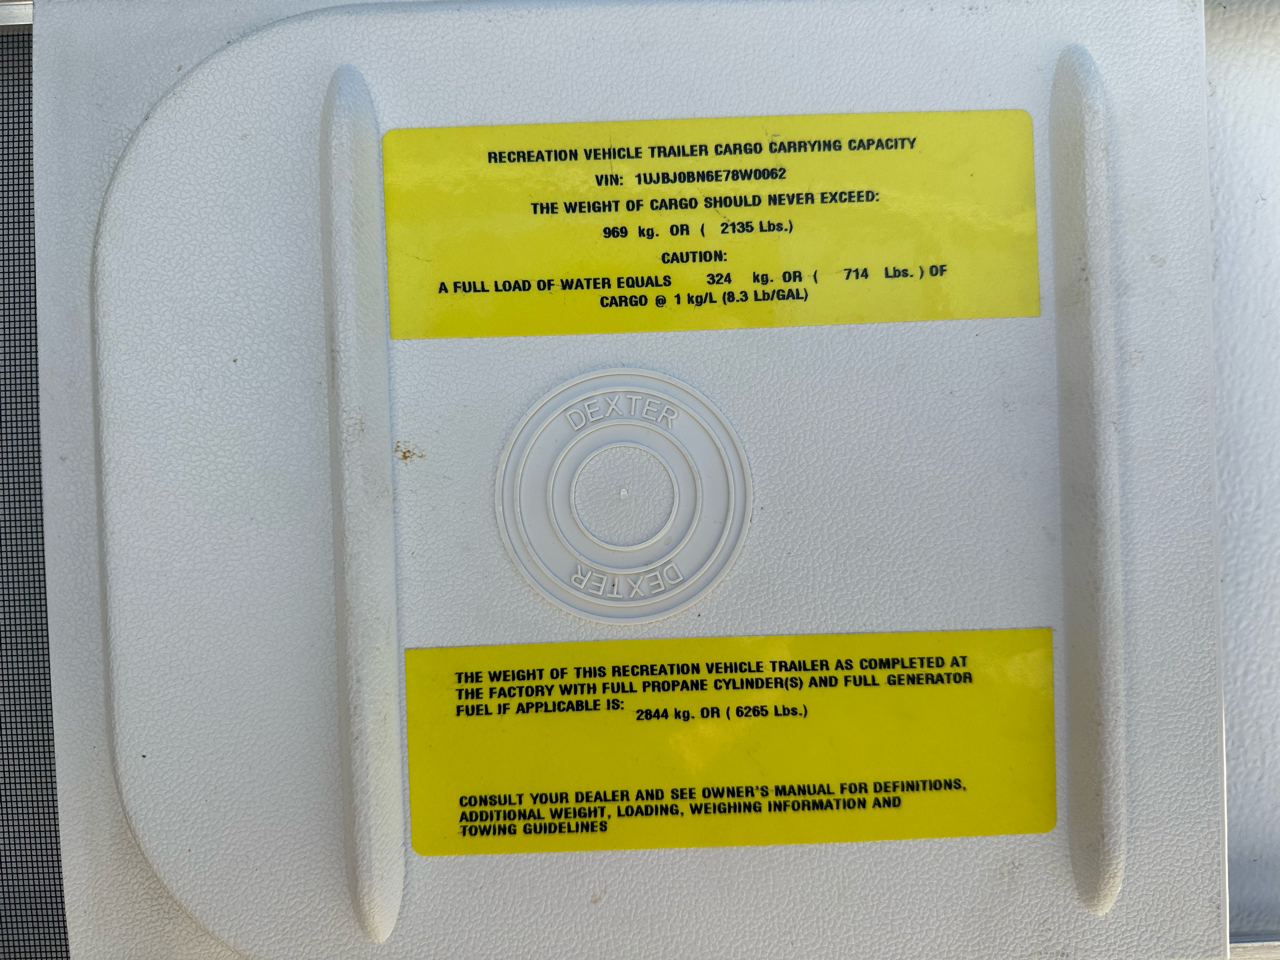 RECREATION VEHICLE TRAILER CARGO CARRYING CAPACITY
VIN: 1UJBJ0BN6E78W0062
THE WEIGHT OF CARGO SHOULD NEVER EXCEED:
969 kg. OR ( 2135 Lbs.)
CAUTION:
A FULL LOAD OF WATER EQUALS 324 kg. OR ( 714 Lbs. ) OF
CARGO @ 1 kg/L (8.3 Lb/GAL)
DEXTER
DEXTER
THE WEIGHT OF THIS RECREATION VEHICLE TRAILER AS COMPLETED AT
THE FACTORY WITH FULL PROPANE CYLINDER(S) AND FULL GENERATOR
FUEL IF APPLICABLE IS: 2844 kg. OR ( 6265 Lbs.)
CONSULT YOUR DEALER AND SEE OWNER'S MANUAL FOR DEFINITIONS,
ADDITIONAL WEIGHT, LOADING, WEIGHING INFORMATION AND
TOWING GUIDELINES